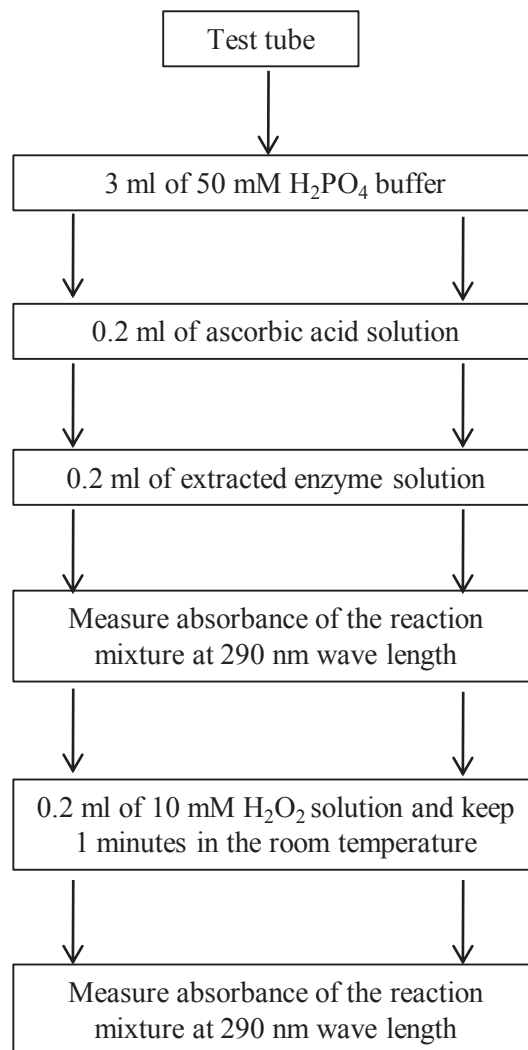 Test tube
3 ml of 50 mM H₂PO₄ buffer
0.2 ml of ascorbic acid solution
0.2 ml of extracted enzyme solution
Measure absorbance of the reaction
mixture at 290 nm wave length
0.2 ml of 10 mM H₂O₂ solution and keep
1 minutes in the room temperature
Measure absorbance of the reaction
mixture at 290 nm wave length